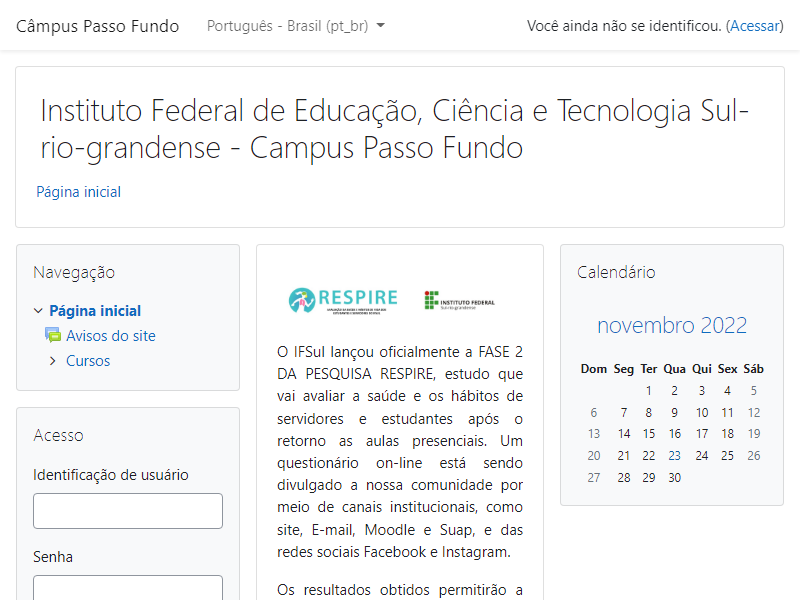 Câmpus Passo Fundo Português - Brasil (pt_br) Você ainda não se identificou. (Acessar)
Instituto Federal de Educação, Ciência e Tecnologia Sul-
rio-grandense - Campus Passo Fundo
Página inicial
Navegação
Página inicial
Avisos do site
Cursos
Acesso
Identificação de usuário
Senha
RESPIRE
INSTITUTO FEDERAL
Sul-rio-grandense
O IFSul lançou oficialmente a FASE 2
DA PESQUISA RESPIRE, estudo que
vai avaliar a saúde e os hábitos de
servidores e estudantes após o
retorno as aulas presenciais. Um
questionário on-line está sendo
divulgado a nossa comunidade por
meio de canais institucionais, como
site, E-mail, Moodle e Suap, e das
redes sociais Facebook e Instagram.
Os resultados obtidos permitirão a
Calendário
novembro 2022
Dom Seg Ter Qua Qui Sex Sáb
1 2 3 4 5
6 7 8 9 10 11 12
13 14 15 16 17 18 19
20 21 22 23 24 25 26
27 28 29 30